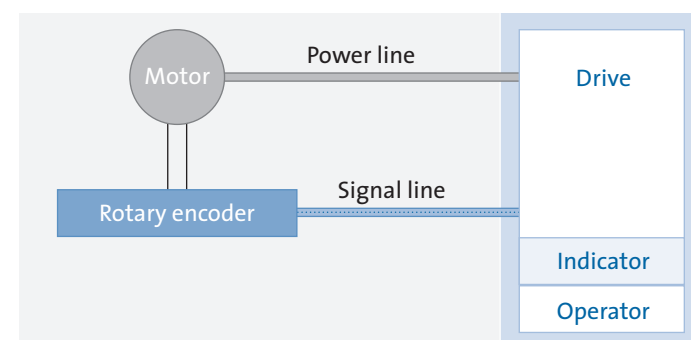 Power line
Motor
Drive
Signal line
Rotary encoder
Indicator
Operator